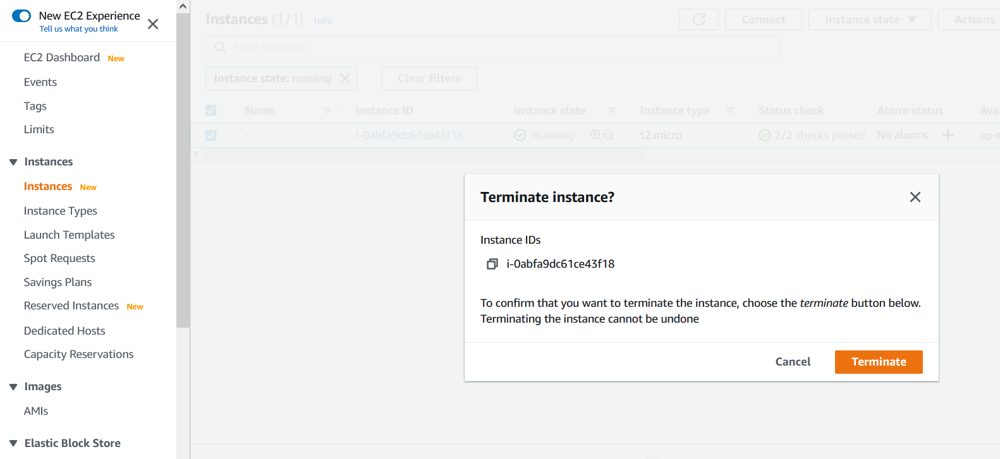 New EC2 Experience
Tell us what you think
EC2 Dashboard New
Events
Tags
Limits
Instances
Instances New
Instance Types
Launch Templates
Spot Requests
Savings Plans
Reserved Instances New
Dedicated Hosts
Capacity Reservations
Images
AMIs
Elastic Block Store
Instances (1/1) Info
Connect
Instance state
Actions
Filter instances
Instance state: running
Clear filters
Name Instance ID Instance state Instance type Status check Alarm status Avai
– i-0abfa9dc61ce43f18 Running t2.micro 2/2 checks passed No alarms ap-
Terminate instance?
Instance IDs
i-0abfa9dc61ce43f18
To confirm that you want to terminate the instance, choose the terminate button below.
Terminating the instance cannot be undone
Cancel
Terminate